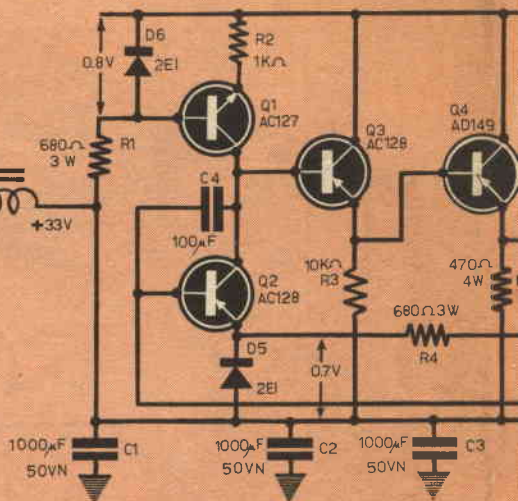 D6
2EI
0.8V
R2
1KΩ
Q1
AC127
Q3
AC128
Q4
AD149
680Ω
3 W
R1
C4
100µF
+33V
Q2
AC128
10KΩ
R3
470Ω
4W
680Ω 3W
R4
D5
2EI
0.7V
1000µF
50VN
C1
1000µF
50VN
C2
1000µF
50VN
C3